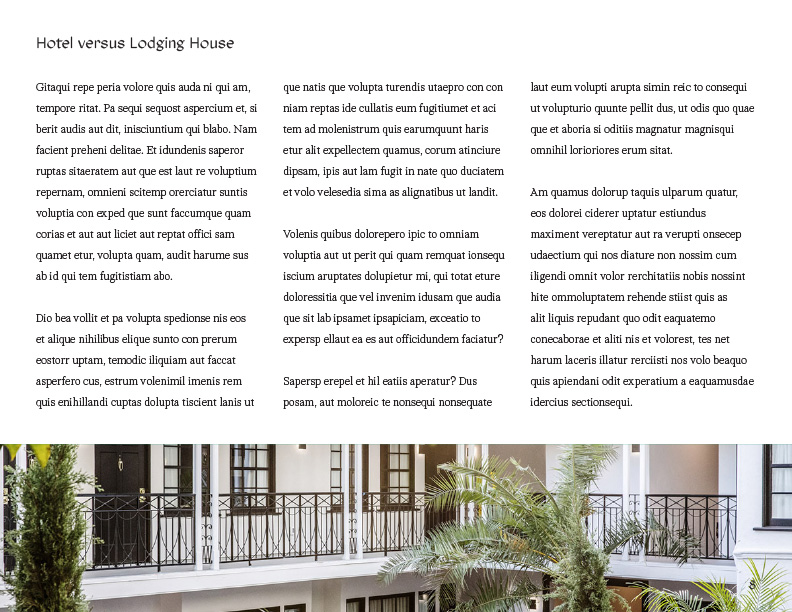 Hotel versus Lodging House
Gitaqui repe peria volore quis auda ni qui am,
tempore ritat. Pa sequi sequost aspercium et, si
berit audis aut dit, inisciuntium qui blabo. Nam
facient preheni delitae. Et idundenis saperor
ruptas sitaeratem aut que est laut re voluptium
repernam, omnieni scitemp orerciatur suntis
voluptia con exped que sunt faccumque quam
corias et aut aut liciet aut reptat offici sam
quamet etur, volupta quam, audit harume sus
ab id qui tem fugitistiam abo.
Dio bea vollit et pa volupta spedionse nis eos
et alique nihilibus elique sunto con prerum
eostorr uptam, temodic iliquiam aut faccat
asperfero cus, estrum volenimil imenis rem
quis enihillandi cuptas dolupta tiscient lanis ut
que natis que volupta turendis utaepro con con
niam reptas ide cullatis eum fugitiumet et aci
tem ad molenistrum quis earumquunt haris
etur alit expellectem quamus, corum atinciure
dipsam, ipis aut lam fugit in nate quo duciatem
et volo velesedia sima as alignatibus ut landit.
Volenis quibus dolorepero ipic to omniam
voluptia aut ut perit qui quam remquat ionsequ
iscium aruptates dolupietur mi, qui totat eture
doloressitia que vel invenim idusam que audia
que sit lab ipsamet ipsapiciam, exceatio to
expersp ellaut ea es aut officidundem faciatur?
Sapersp erepel et hil eatiis aperatur? Dus
posam, aut moloreic te nonsequi nonsequate
laut eum volupti arupta simin reic to consequi
ut volupturio quunte pellit dus, ut odis quo quae
que et aboria si oditiis magnatur magnisqui
omnihil lorioriores erum sitat.
Am quamus dolorup taquis ulparum quatur,
eos dolorei ciderer uptatur estiundus
maximent vereptatur aut ra verupti onsecep
udaectium qui nos diature non nossim cum
iligendi omnit volor rerchitatiis nobis nossint
hite ommoluptatem rehende stiist quis as
alit liquis repudant quo odit eaquatemo
conecaborae et aliti nis et volorest, tes net
harum laceris illatur rerciisti nos volo beaquo
quis apiendani odit experatium a eaquamusdae
idercius sectionsequi.
8